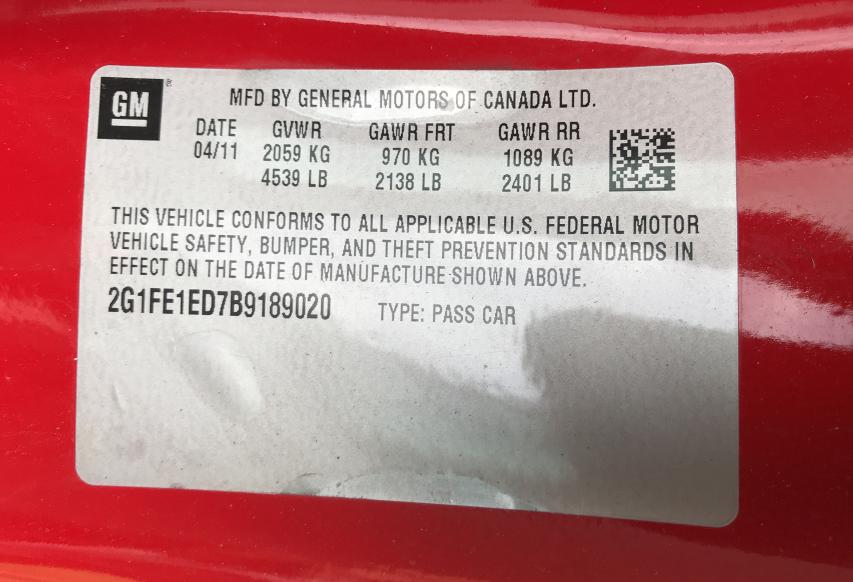 GM®
MFD BY GENERAL MOTORS OF CANADA LTD.
DATE GVWR GAWR FRT GAWR RR
04/11 2059 KG 970 KG 1089 KG
4539 LB 2138 LB 2401 LB
THIS VEHICLE CONFORMS TO ALL APPLICABLE U.S. FEDERAL MOTOR
VEHICLE SAFETY, BUMPER, AND THEFT PREVENTION STANDARDS IN
EFFECT ON THE DATE OF MANUFACTURE SHOWN ABOVE.
2G1FE1ED7B9189020 TYPE: PASS CAR